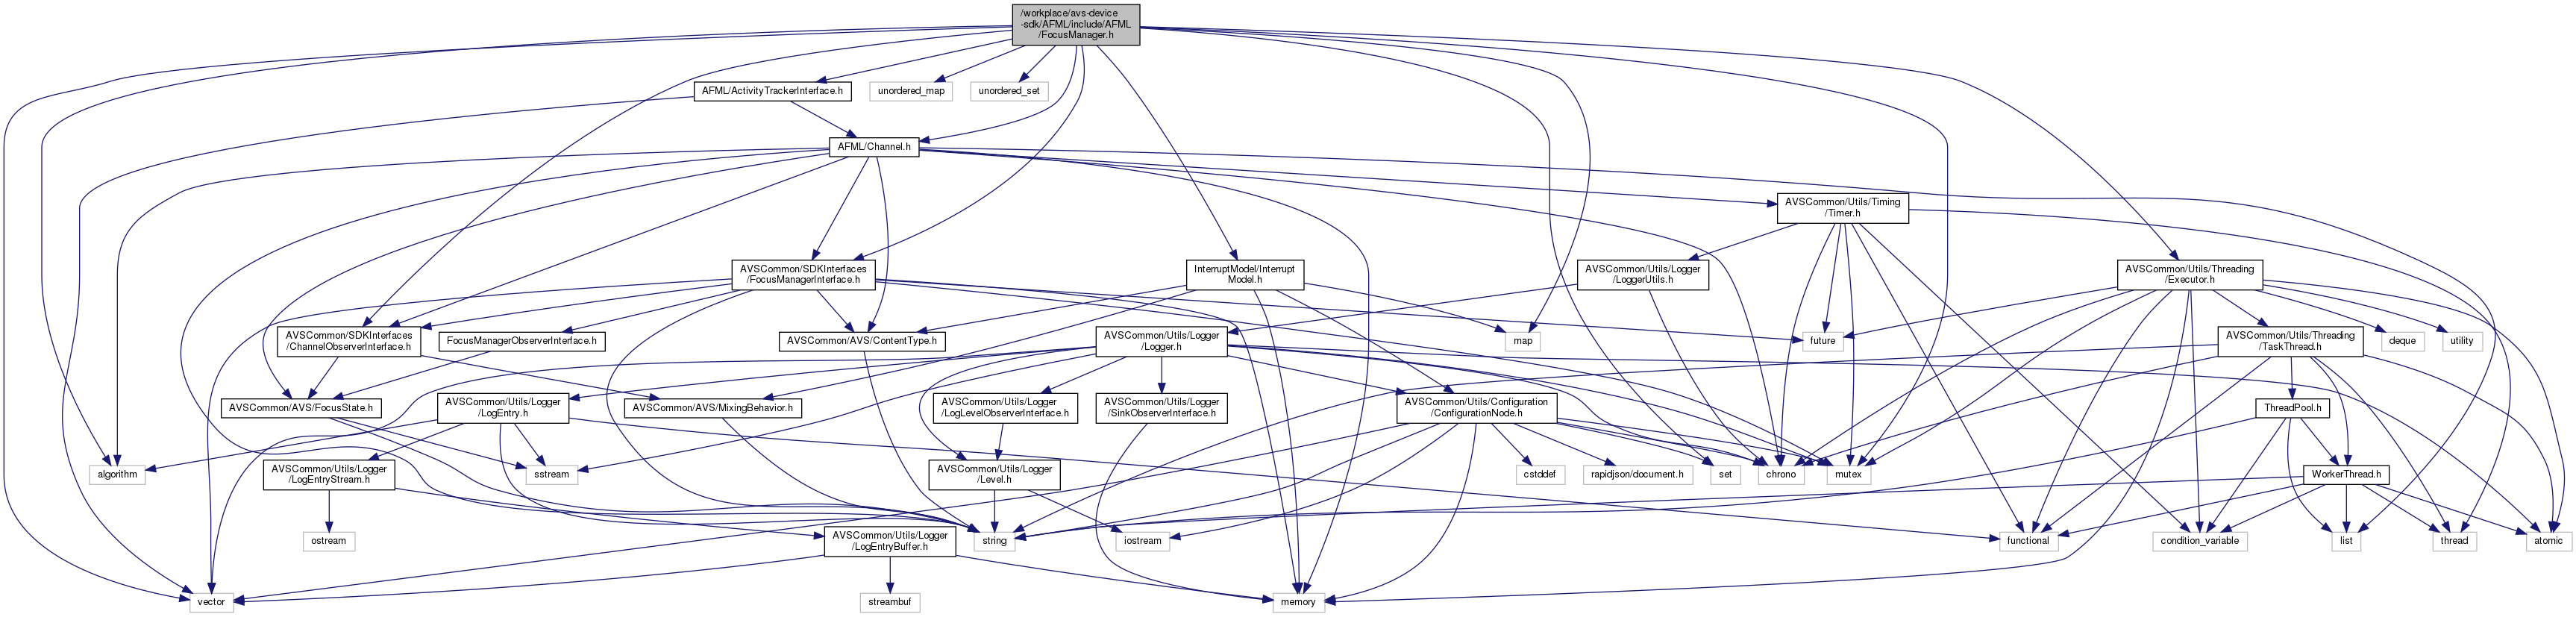 /workplace/avs-device
-sdk/AFML/include/AFML
/FocusManager.h
AFML/ActivityTrackerInterface.h
unordered_map
unordered_set
AFML/Channel.h
AVSCommon/Utils/Timing
/Timer.h
AVSCommon/SDKInterfaces
/FocusManagerInterface.h
InterruptModel/Interrupt
Model.h
AVSCommon/Utils/Logger
/LoggerUtils.h
AVSCommon/Utils/Threading
/Executor.h
AVSCommon/SDKInterfaces
/ChannelObserverInterface.h
FocusManagerObserverInterface.h
AVSCommon/AVS/ContentType.h
AVSCommon/Utils/Logger
/Logger.h
map
future
AVSCommon/Utils/Threading
/TaskThread.h
deque
utility
AVSCommon/AVS/FocusState.h
AVSCommon/Utils/Logger
/LogEntry.h
AVSCommon/AVS/MixingBehavior.h
AVSCommon/Utils/Logger
/LogLevelObserverInterface.h
AVSCommon/Utils/Logger
/SinkObserverInterface.h
AVSCommon/Utils/Configuration
/ConfigurationNode.h
ThreadPool.h
algorithm
AVSCommon/Utils/Logger
/LogEntryStream.h
sstream
AVSCommon/Utils/Logger
/Level.h
cstddef
rapidjson/document.h
set
chrono
mutex
WorkerThread.h
ostream
AVSCommon/Utils/Logger
/LogEntryBuffer.h
string
iostream
functional
condition_variable
list
thread
atomic
vector
streambuf
memory